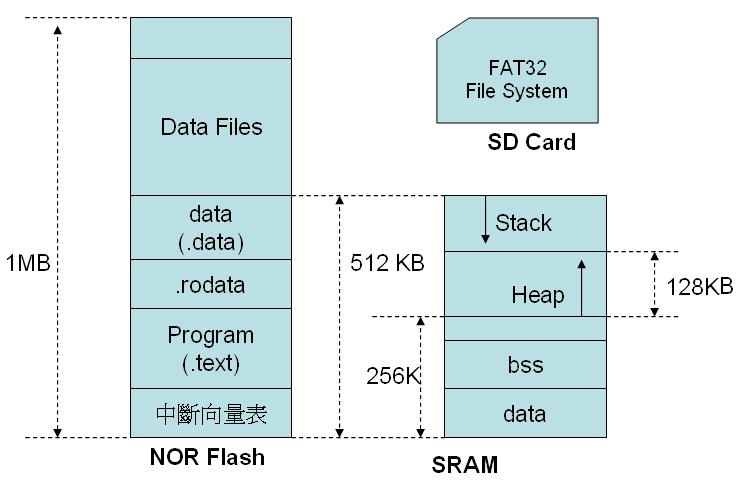 1MB
Data Files
data
(.data)
.rodata
Program
(.text)
中斷向量表
NOR Flash
FAT32
File System
SD Card
512 KB
256K
Stack
Heap
128KB
bss
data
SRAM